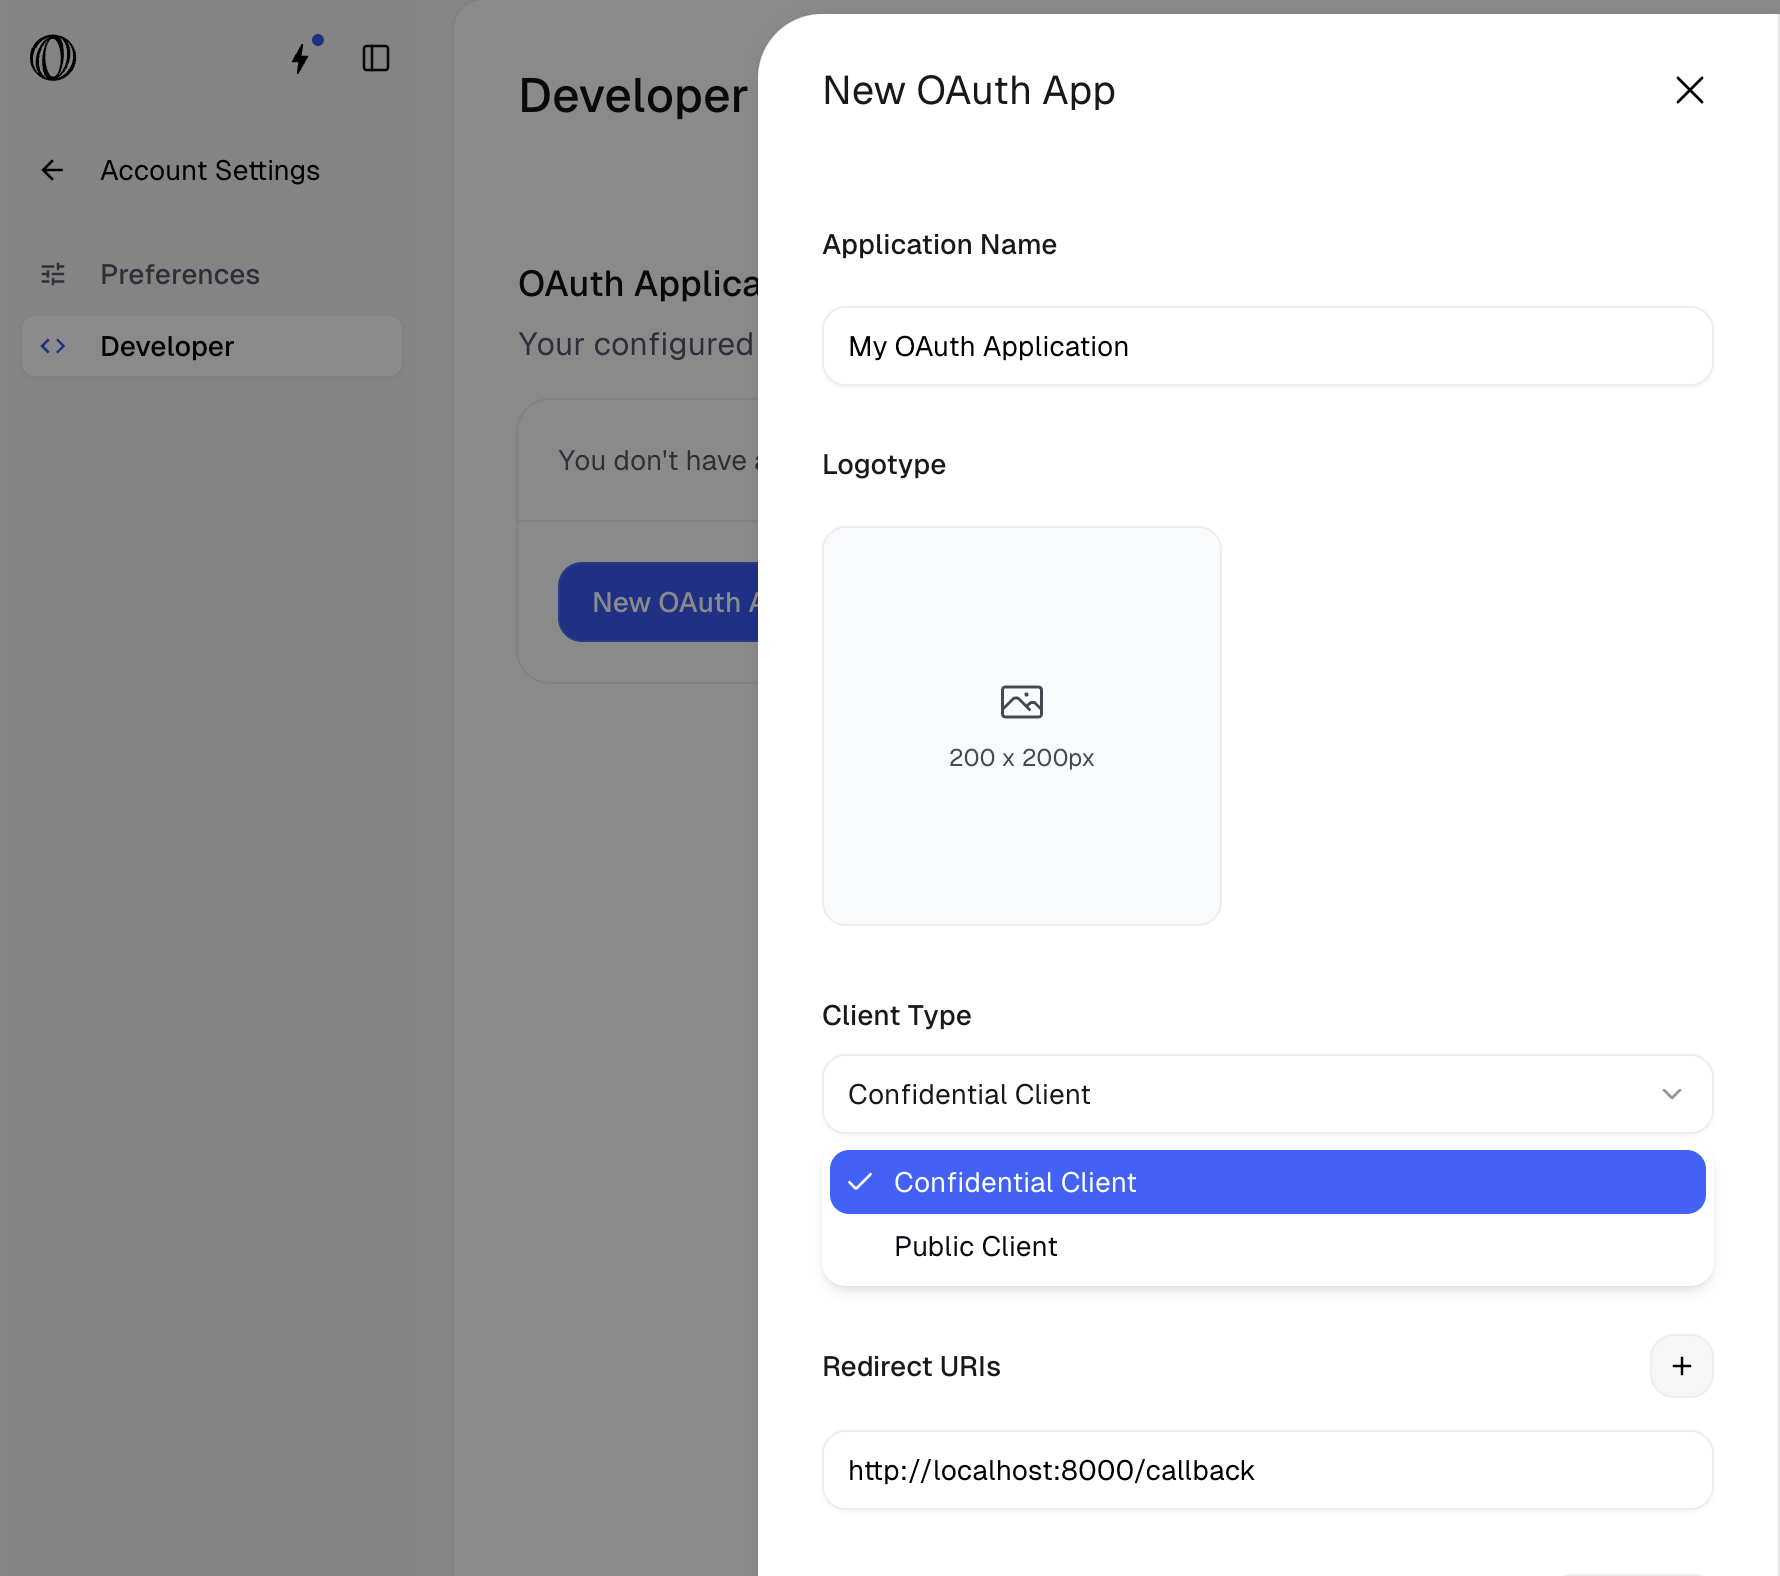 Account Settings
Preferences
Developer
Developer
OAuth Applica
Your configured
You don't have
New OAuth A
New OAuth App
Application Name
My OAuth Application
Logotype
200 x 200px
Client Type
Confidential Client
Confidential Client
Public Client
Redirect URIs
http://localhost:8000/callback